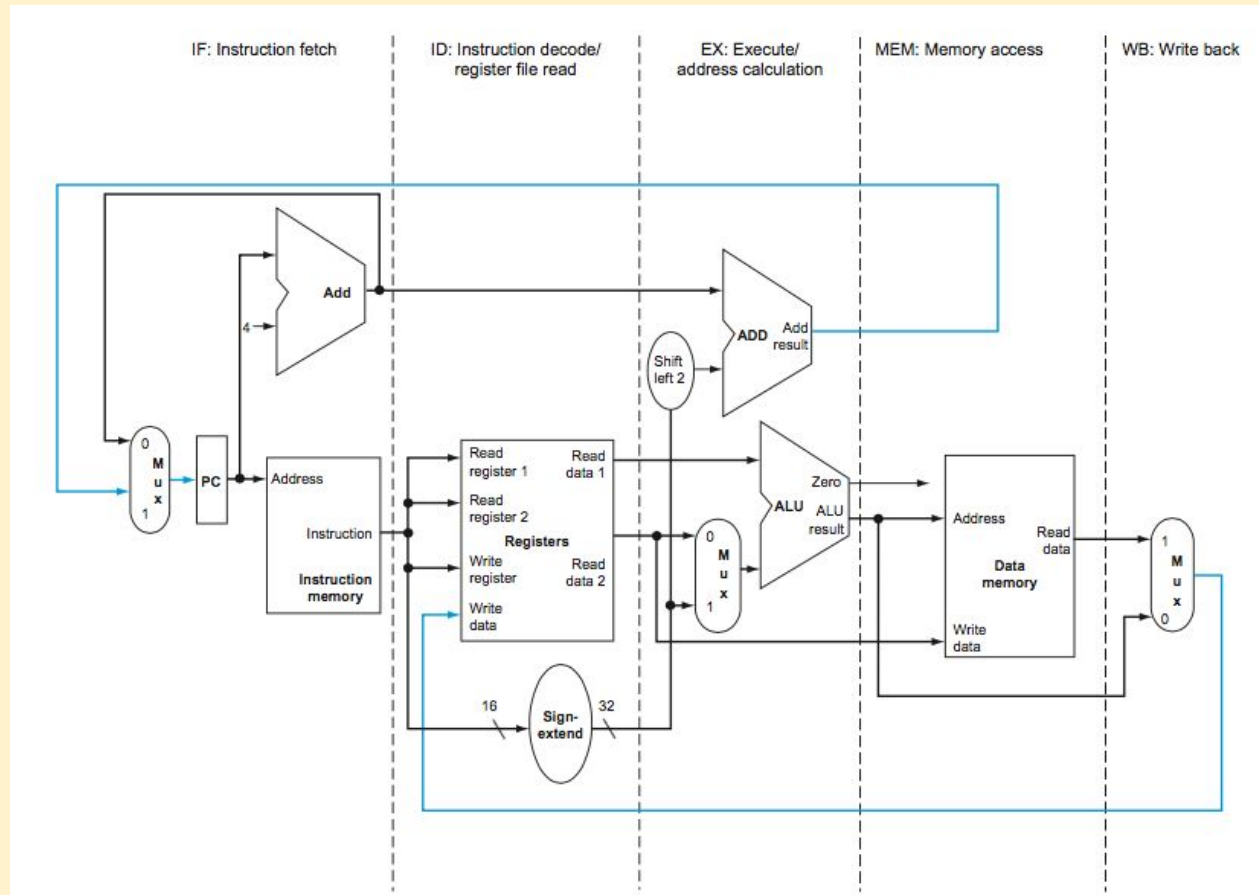 IF: Instruction fetch
ID: Instruction decode/
register file read
EX: Execute/
address calculation
MEM: Memory access
WB: Write back
Add
4
ADD
Add
result
Shift
left 2
0
M
u
x
1
PC
Address
Instruction
Instruction
memory
Read
register 1
Read
register 2
Write
register
Write
data
Registers
Read
data 1
Read
data 2
16
Sign-
extend
32
0
M
u
x
1
Zero
ALU
ALU
result
Address
Read
data
Data
memory
Write
data
1
M
u
x
0